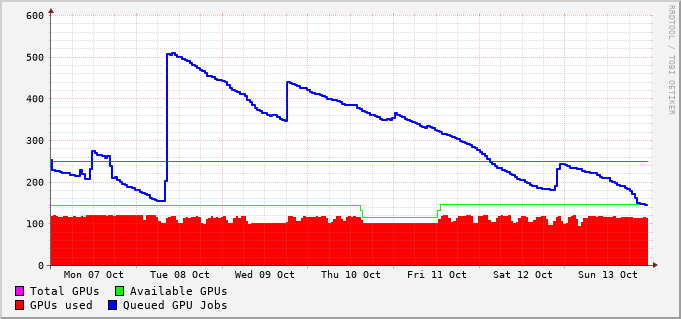 600
500
400
300
200
100
0
Mon 07 Oct Tue 08 Oct Wed 09 Oct Thu 10 Oct Fri 11 Oct Sat 12 Oct Sun 13 Oct
Total GPUs Available GPUs
GPUs used Queued GPU Jobs
RRDTOOL / TOBI OETIKER